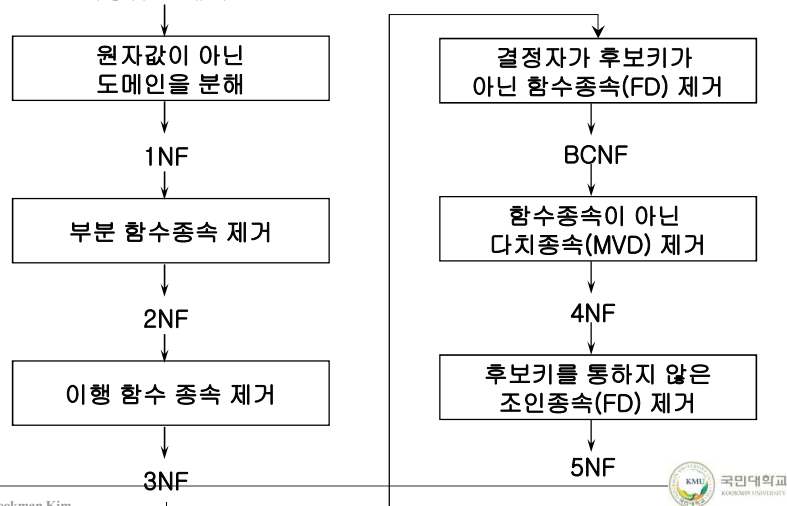 원자값이 아닌
도메인을 분해
1NF
부분 함수종속 제거
2NF
이행 함수 종속 제거
3NF
결정자가 후보키가
아닌 함수종속(FD) 제거
BCNF
함수종속이 아닌
다치종속(MVD) 제거
4NF
후보키를 통하지 않은
조인종속(FD) 제거
5NF
KMU
국민대학교
KOOKMIN UNIVERSITY
Kim